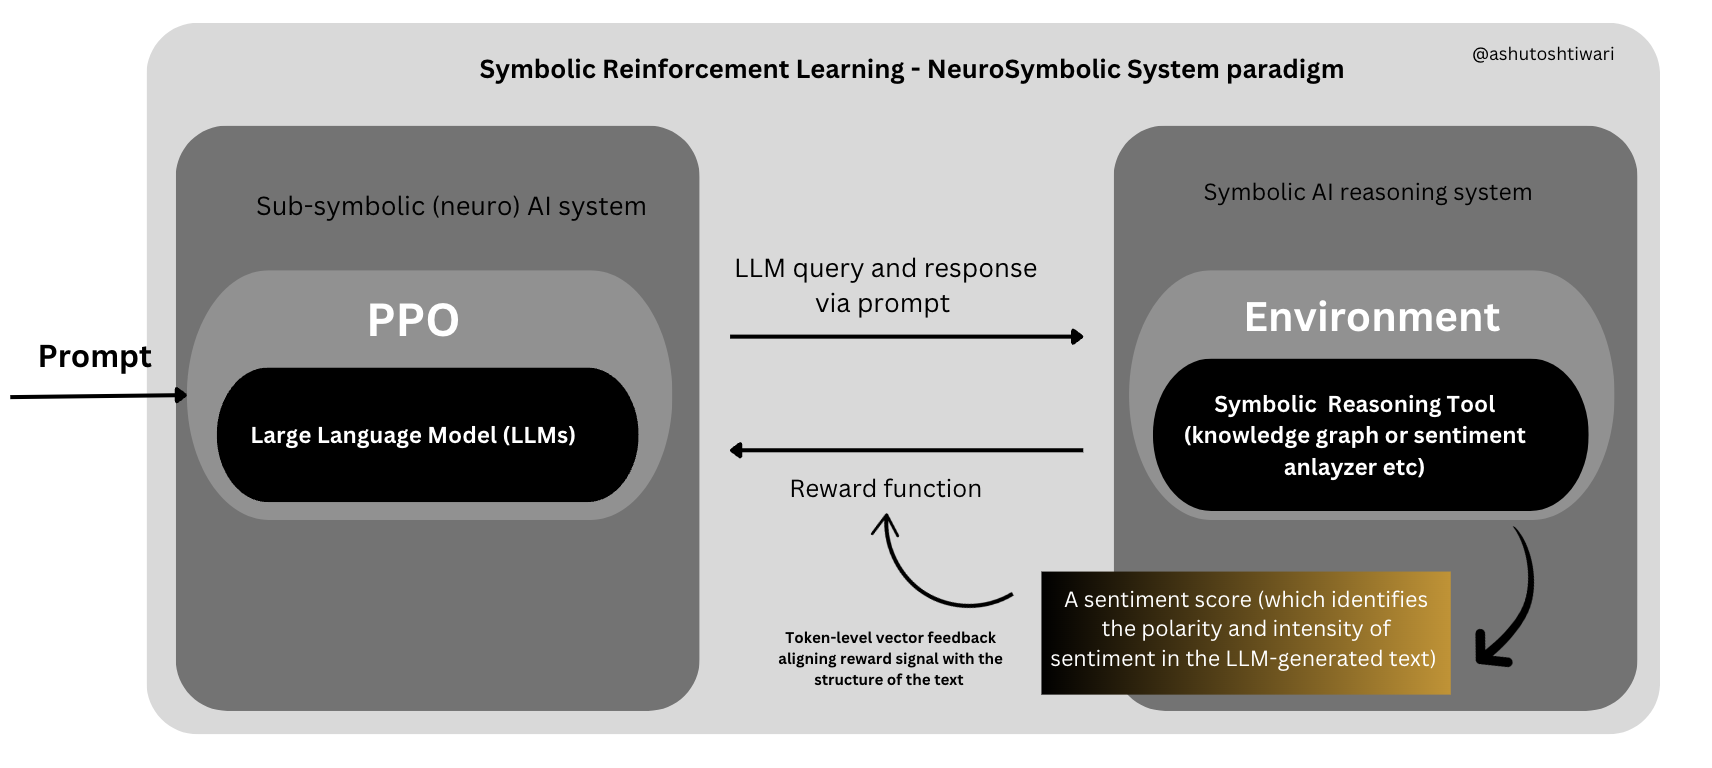 Symbolic Reinforcement Learning - NeuroSymbolic System paradigm
@ashutoshtiwari
Sub-symbolic (neuro) AI system
Symbolic AI reasoning system
LLM query and response
via prompt
PPO
Environment
Prompt
Large Language Model (LLMs)
Symbolic  Reasoning Tool
(knowledge graph or sentiment
anlayzer etc)
Reward function
A sentiment score (which identifies
the polarity and intensity of
sentiment in the LLM-generated text)
Token-level vector feedback
aligning reward signal with the
structure of the text